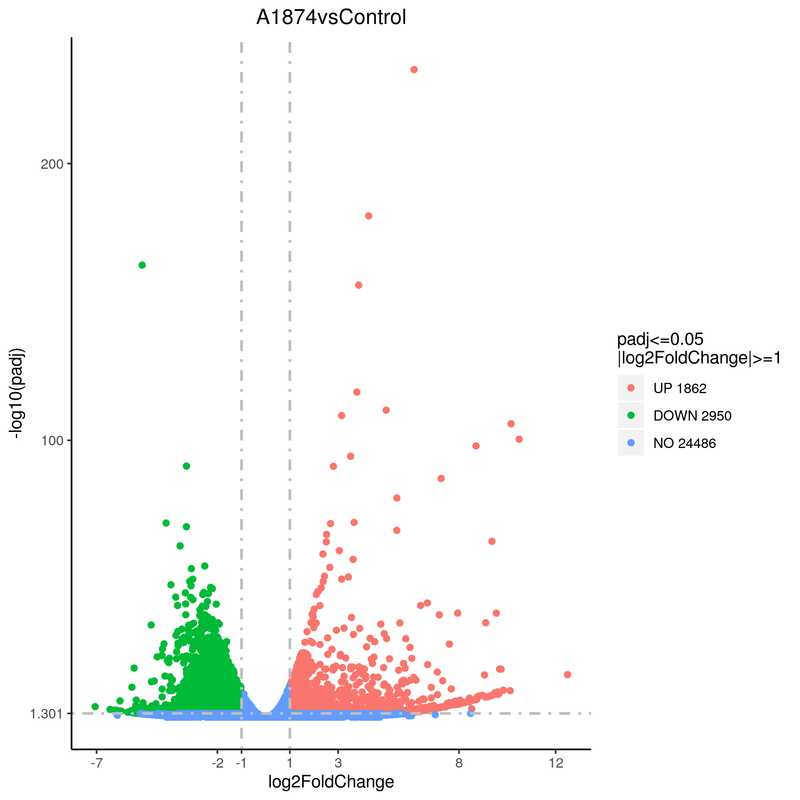 A1874vsControl
-log10(padj)
200
100
1.301
-7 -2 -1 1 3 8 12
log2FoldChange
padj<=0.05
|log2FoldChange|>=1
UP 1862
DOWN 2950
NO 24486